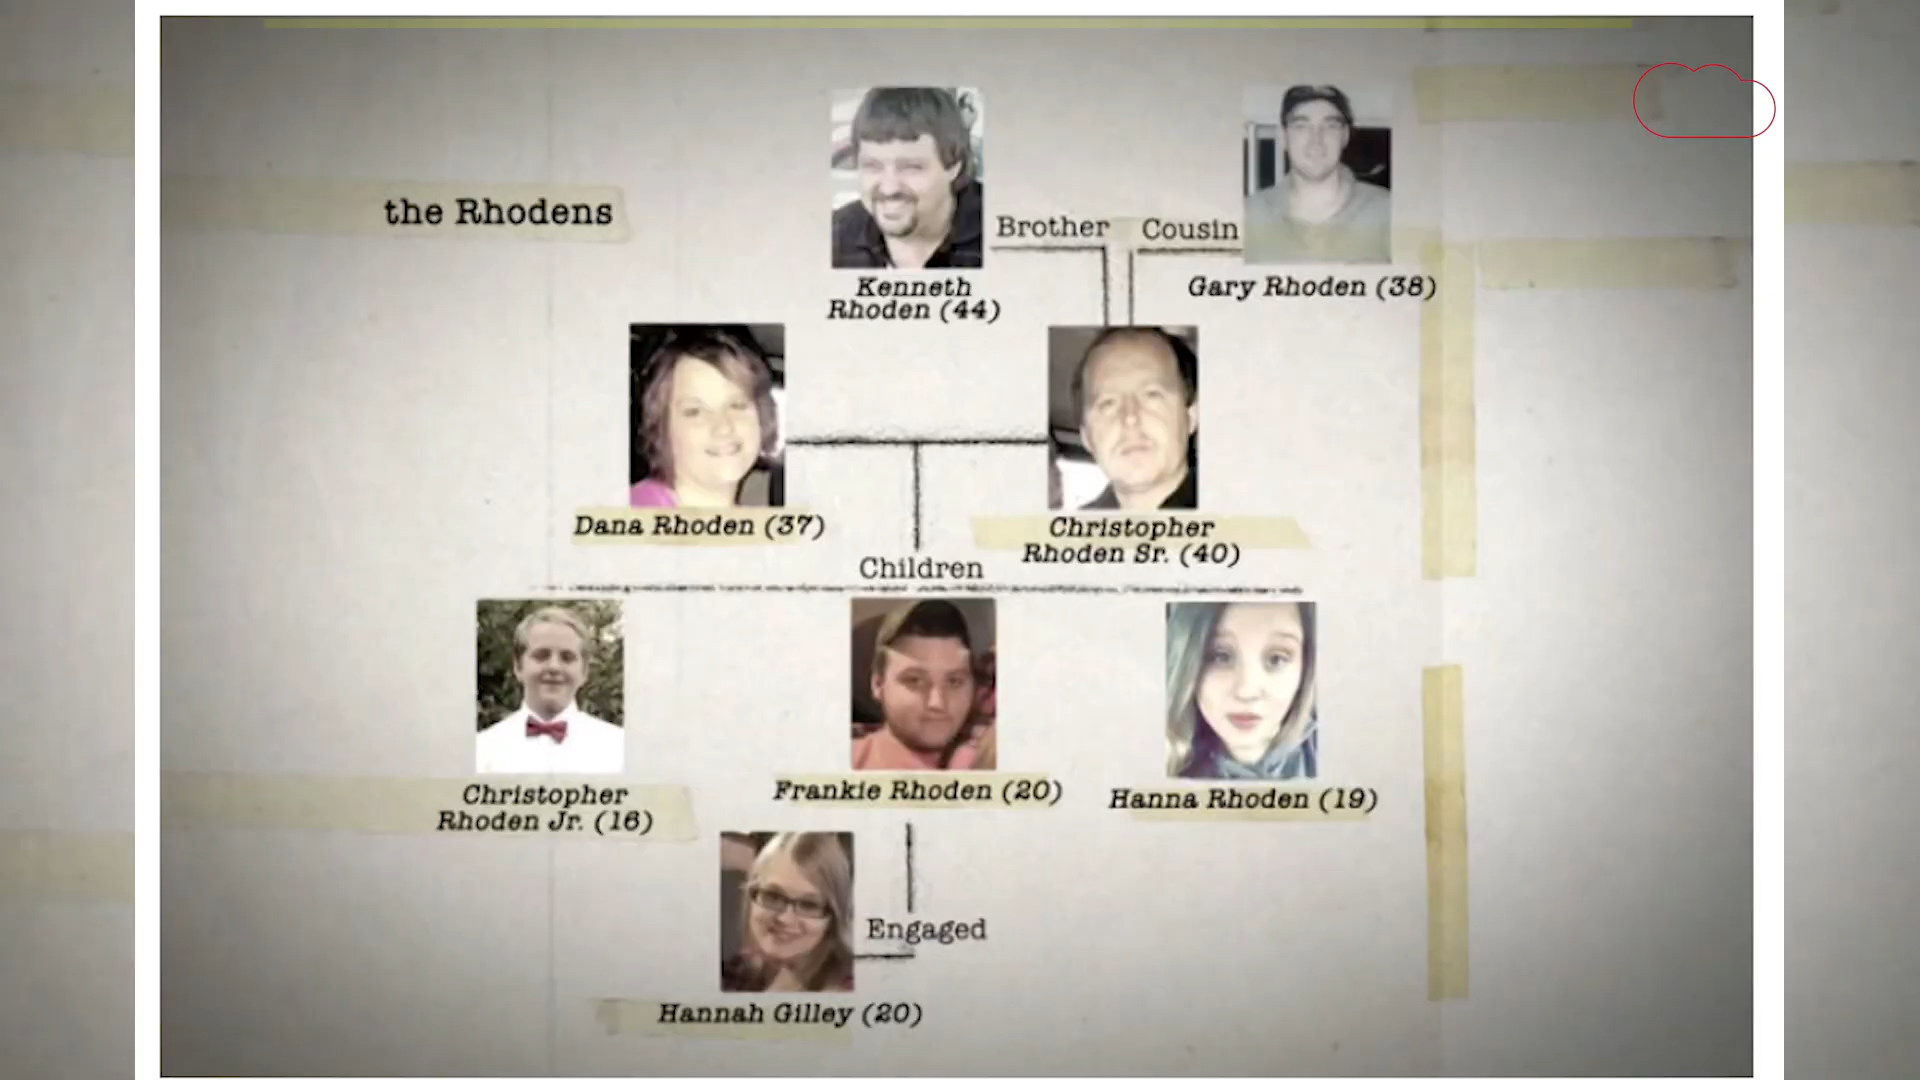 the Rhodens
Brother
Cousin
Kenneth
Rhoden (44)
Gary Rhoden (38)
Dana Rhoden (37)
Christopher
Rhoden Sr. (40)
Children
Christopher
Rhoden Jr. (16)
Frankie Rhoden (20)
Hanna Rhoden (19)
Engaged
Hannah Gilley (20)